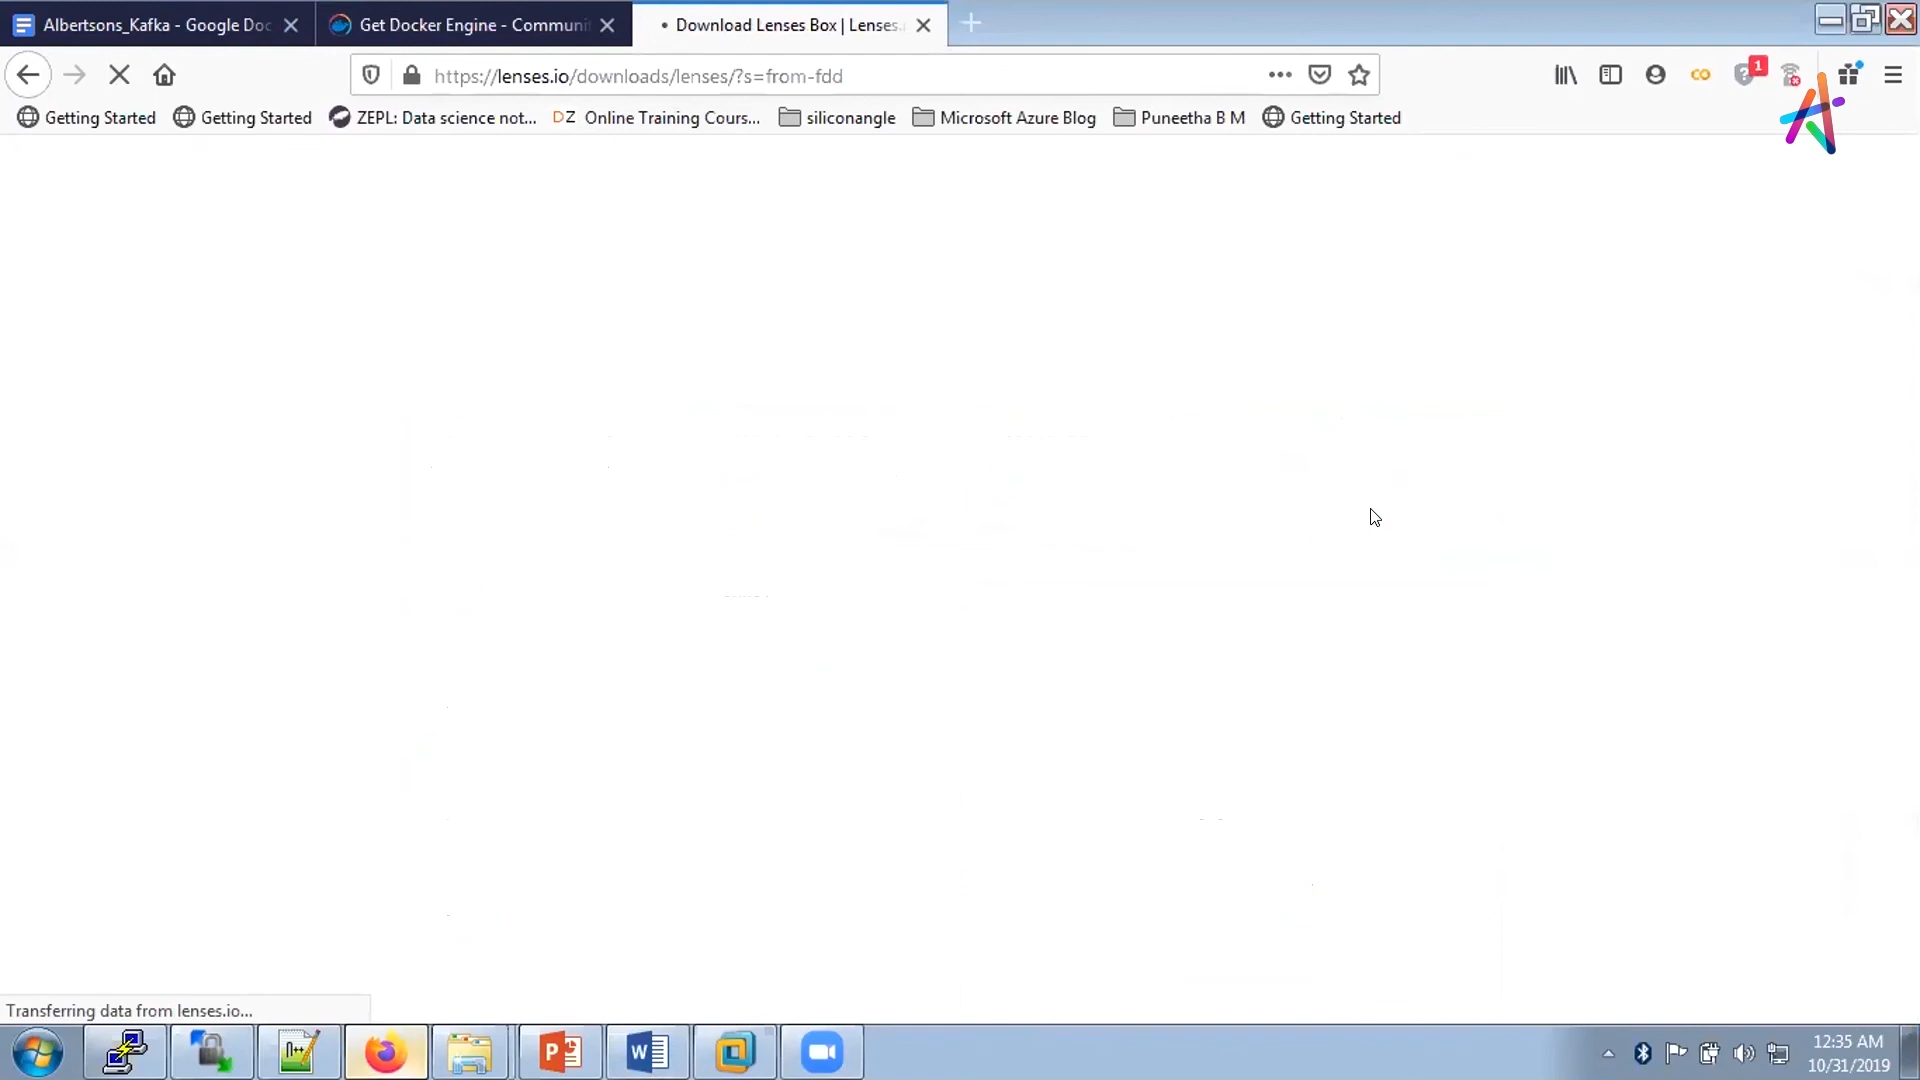 Albertsons_Kafka - Google Doc
Get Docker Engine - Communi
Download Lenses Box | Lenses.
https://lenses.io/downloads/lenses/?s=from-fdd
1
Getting Started
Getting Started
ZEPL: Data science not...
DZ Online Training Cours...
siliconangle
Microsoft Azure Blog
Puneetha B M
Getting Started
Transferring data from lenses.io...
12:35 AM
10/31/2019